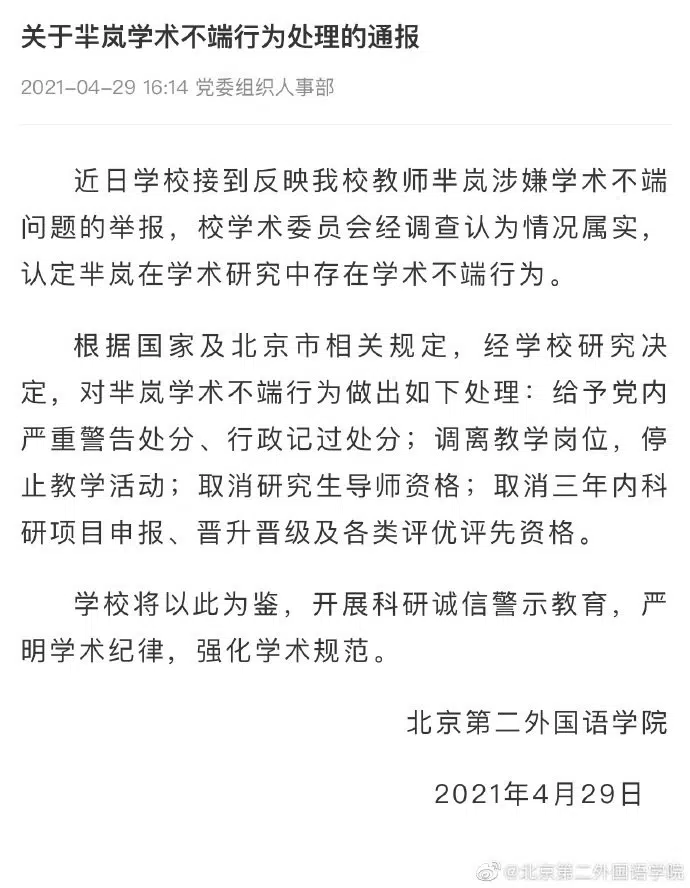 关于芈岚学术不端行为处理的通报
2021-04-29 16:14 党委组织人事部
近日学校接到反映我校教师芈岚涉嫌学术不端
问题的举报，校学术委员会经调查认为情况属实，
认定芈岚在学术研究中存在学术不端行为。
根据国家及北京市相关规定，经学校研究决
定，对芈岚学术不端行为做出如下处理：给予党内
严重警告处分、行政记过处分；调离教学岗位，停
止教学活动；取消研究生导师资格；取消三年内科
研项目申报、晋升晋级及各类评优评先资格。
学校将以此为鉴，开展科研诚信警示教育，严
明学术纪律，强化学术规范。
北京第二外国语学院
2021年4月29日
@北京第二外国语学院